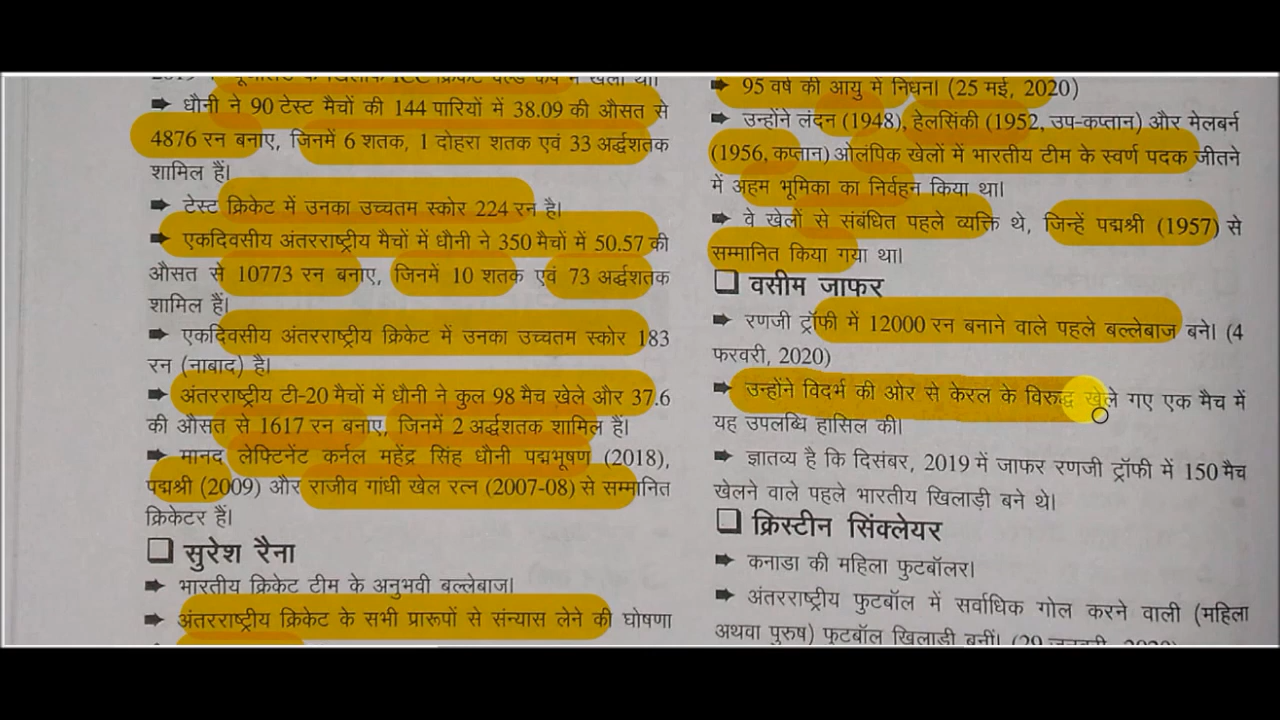 धौनी ने 90 टेस्ट मैचों की 144 पारियों में 38.09 की औसत से
4876 रन बनाए, जिनमें 6 शतक, 1 दोहरा शतक एवं 33 अर्द्धशतक
शामिल हैं।
टेस्ट क्रिकेट में उनका उच्चतम स्कोर 224 रन है।
एकदिवसीय अंतरराष्ट्रीय मैचों में धौनी ने 350 मैचों में 50.57 की
औसत से 10773 रन बनाए, जिनमें 10 शतक एवं 73 अर्द्धशतक
शामिल हैं।
एकदिवसीय अंतरराष्ट्रीय क्रिकेट में उनका उच्चतम स्कोर 183
रन (नाबाद) है।
अंतरराष्ट्रीय टी-20 मैचों में धौनी ने कुल 98 मैच खेले और 37.6
की औसत से 1617 रन बनाए, जिनमें 2 अर्द्धशतक शामिल हैं।
मानद लेफ्टिनेंट कर्नल महेंद्र सिंह धौनी पद्मभूषण (2018),
पद्मश्री (2009) और राजीव गांधी खेल रत्न (2007-08) से सम्मानित
क्रिकेटर हैं।
सुरेश रैना
भारतीय क्रिकेट टीम के अनुभवी बल्लेबाज।
अंतरराष्ट्रीय क्रिकेट के सभी प्रारूपों से संन्यास लेने की घोषणा
95 वर्ष की आयु में निधन। (25 मई, 2020)
उन्होंने लंदन (1948), हेलसिंकी (1952, उप-कप्तान) और मेलबर्न
(1956, कप्तान) ओलंपिक खेलों में भारतीय टीम के स्वर्ण पदक जीतने
में अहम भूमिका का निर्वहन किया था।
वे खेलों से संबंधित पहले व्यक्ति थे, जिन्हें पद्मश्री (1957) से
सम्मानित किया गया था।
वसीम जाफर
रणजी ट्रॉफी में 12000 रन बनाने वाले पहले बल्लेबाज बने। (4
फरवरी, 2020)
उन्होंने विदर्भ की ओर से केरल के विरुद्ध खेले गए एक मैच में
यह उपलब्धि हासिल की।
ज्ञातव्य है कि दिसंबर, 2019 में जाफर रणजी ट्रॉफी में 150 मैच
खेलने वाले पहले भारतीय खिलाड़ी बने थे।
क्रिस्टीन सिंक्लेयर
कनाडा की महिला फुटबॉलर।
अंतरराष्ट्रीय फुटबॉल में सर्वाधिक गोल करने वाली (महिला
अथवा पुरुष) फुटबॉल खिलाड़ी बनीं।